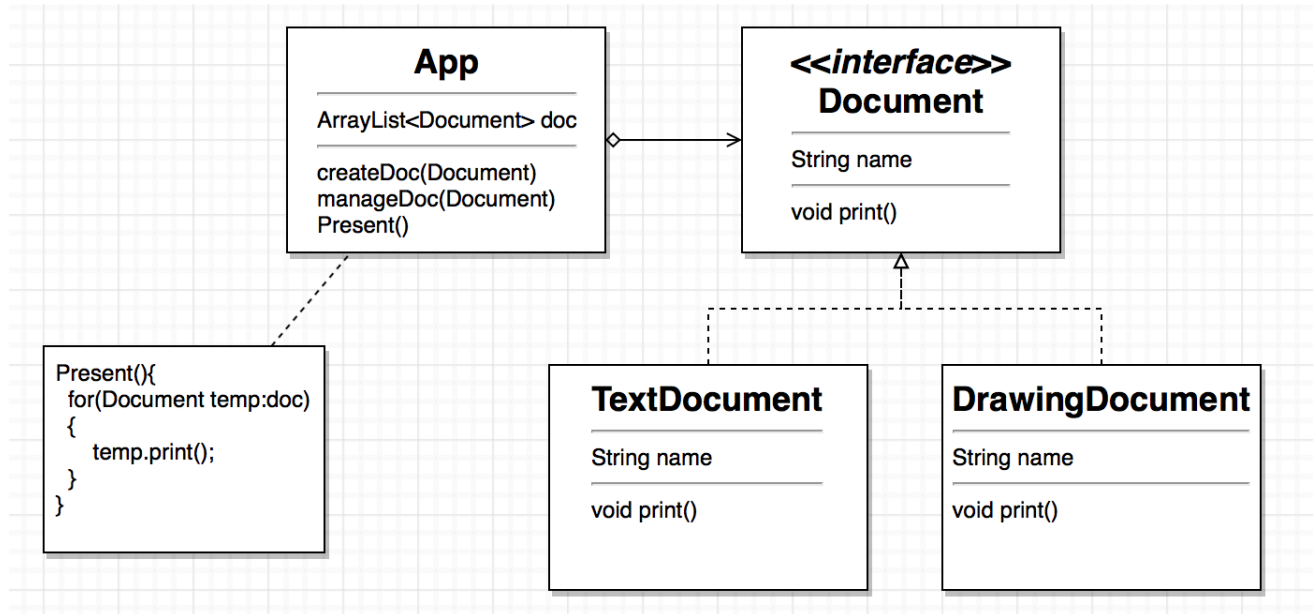 App
ArrayList<Document> doc
createDoc(Document)
manageDoc(Document)
Present()
<<interface>>
Document
String name
void print()
Present(){
for(Document temp:doc)
{
temp.print();
}
}
TextDocument
String name
void print()
DrawingDocument
String name
void print()